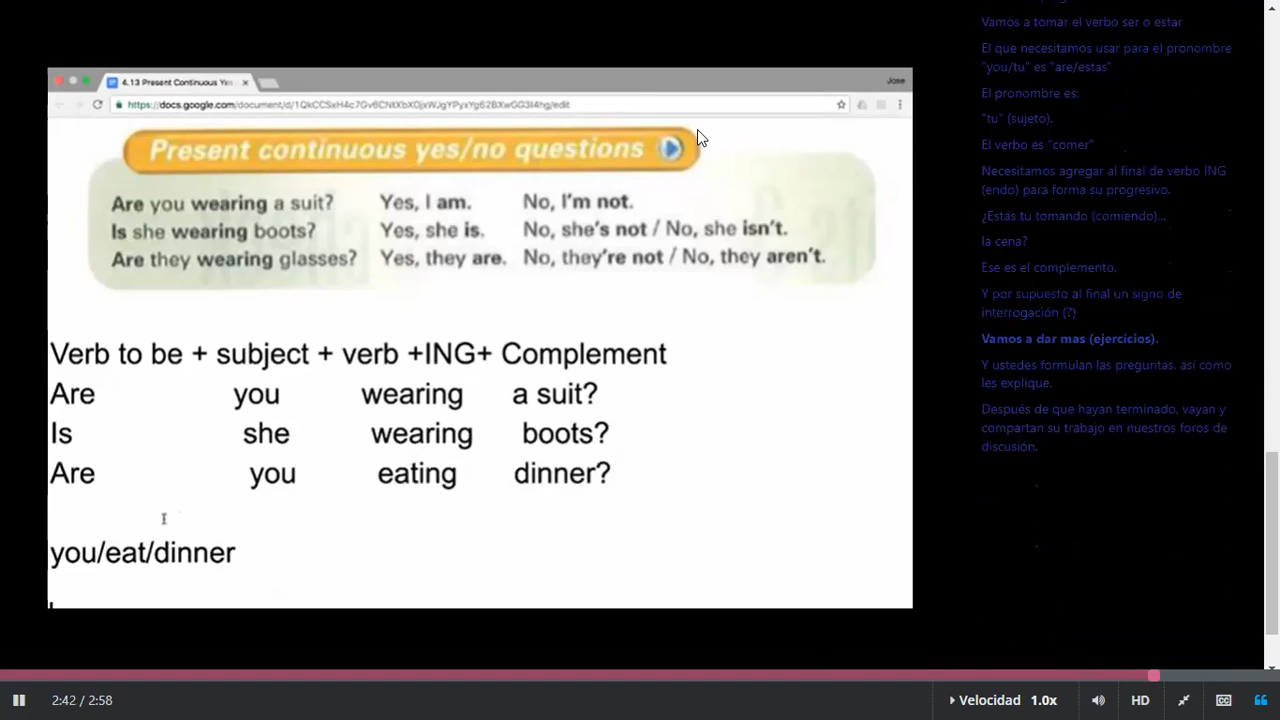 4.13 Present Continuous Yes
Jose
https://docs.google.com/document/d/1QkCCSxH4c7Gv6CNtXbXOjxWJgYPyxYg62BXwGG3I4hg/edit
Present continuous yes/no questions
Are you wearing a suit? Yes, I am. No, I'm not.
Is she wearing boots? Yes, she is. No, she's not / No, she isn't.
Are they wearing glasses? Yes, they are. No, they're not / No, they aren't.
Verb to be + subject + verb +ING+ Complement
Are you wearing a suit?
Is she wearing boots?
Are you eating dinner?
you/eat/dinner
Vamos a tomar el verbo ser o estar
El que necesitamos usar para el pronombre
"you/tu" es "are/estas"
El pronombre es:
"tu" (sujeto).
El verbo es "comer"
Necesitamos agregar al final de verbo ING
(endo) para forma su progresivo.
¿Estás tu tomando (comiendo)...
la cena?
Ese es el complemento.
Y por supuesto al final un signo de
interrogación (?)
Vamos a dar mas (ejercicios).
Y ustedes formulan las preguntas, así como
les explique.
Después de que hayan terminado, vayan y
compartan su trabajo en nuestros foros de
discusión.
2:42 / 2:58
Velocidad 1.0x
HD
CC